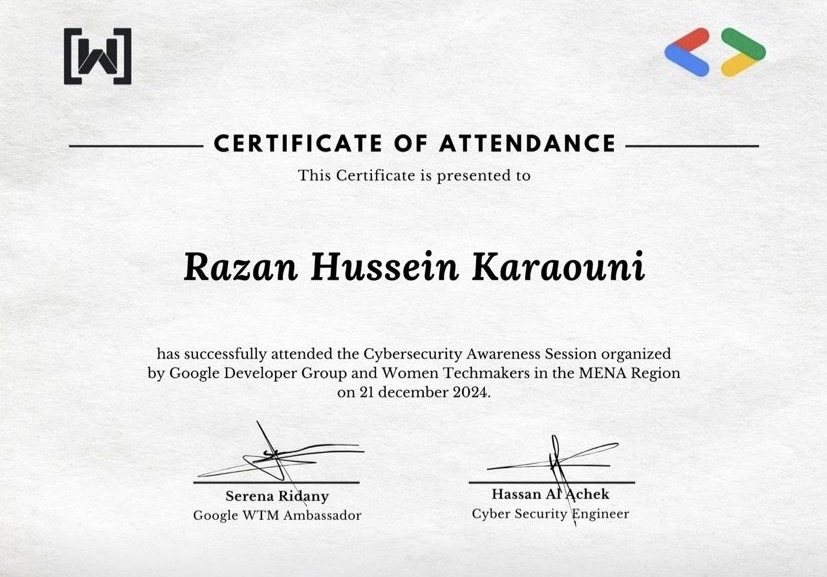 [W]
CERTIFICATE OF ATTENDANCE
This Certificate is presented to
Razan Hussein Karaouni
has successfully attended the Cybersecurity Awareness Session organized
by Google Developer Group and Women Techmakers in the MENA Region
on 21 december 2024.
Serena Ridany
Google WTM Ambassador
Hassan Al Achek
Cyber Security Engineer